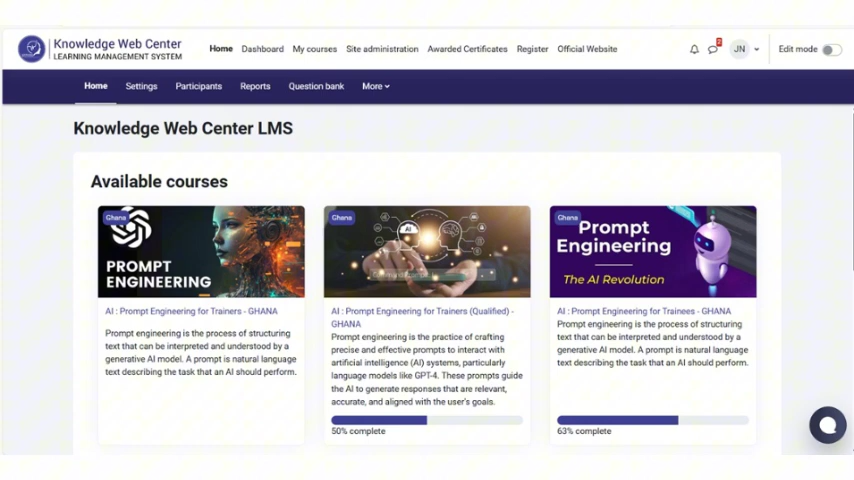 Knowledge Web Center
LEARNING MANAGEMENT SYSTEM
Home Dashboard My courses Site administration Awarded Certificates Register Official Website
2
JN
Edit mode
Home Settings Participants Reports Question bank More
Knowledge Web Center LMS
Available courses
Ghana
PROMPT
ENGINEERING
AI : Prompt Engineering for Trainers - GHANA
Prompt engineering is the process of structuring
text that can be interpreted and understood by a
generative AI model. A prompt is natural language
text describing the task that an AI should perform.
Ghana
AI
AI : Prompt Engineering for Trainers (Qualified) -
GHANA
Prompt engineering is the practice of crafting
precise and effective prompts to interact with
artificial intelligence (AI) systems, particularly
language models like GPT-4. These prompts guide
the AI to generate responses that are relevant,
accurate, and aligned with the user's goals.
50% complete
Ghana
Prompt
Engineering
The AI Revolution
AI : Prompt Engineering for Trainees - GHANA
Prompt engineering is the process of structuring
text that can be interpreted and understood by a
generative AI model. A prompt is natural language
text describing the task that an AI should perform.
63% complete